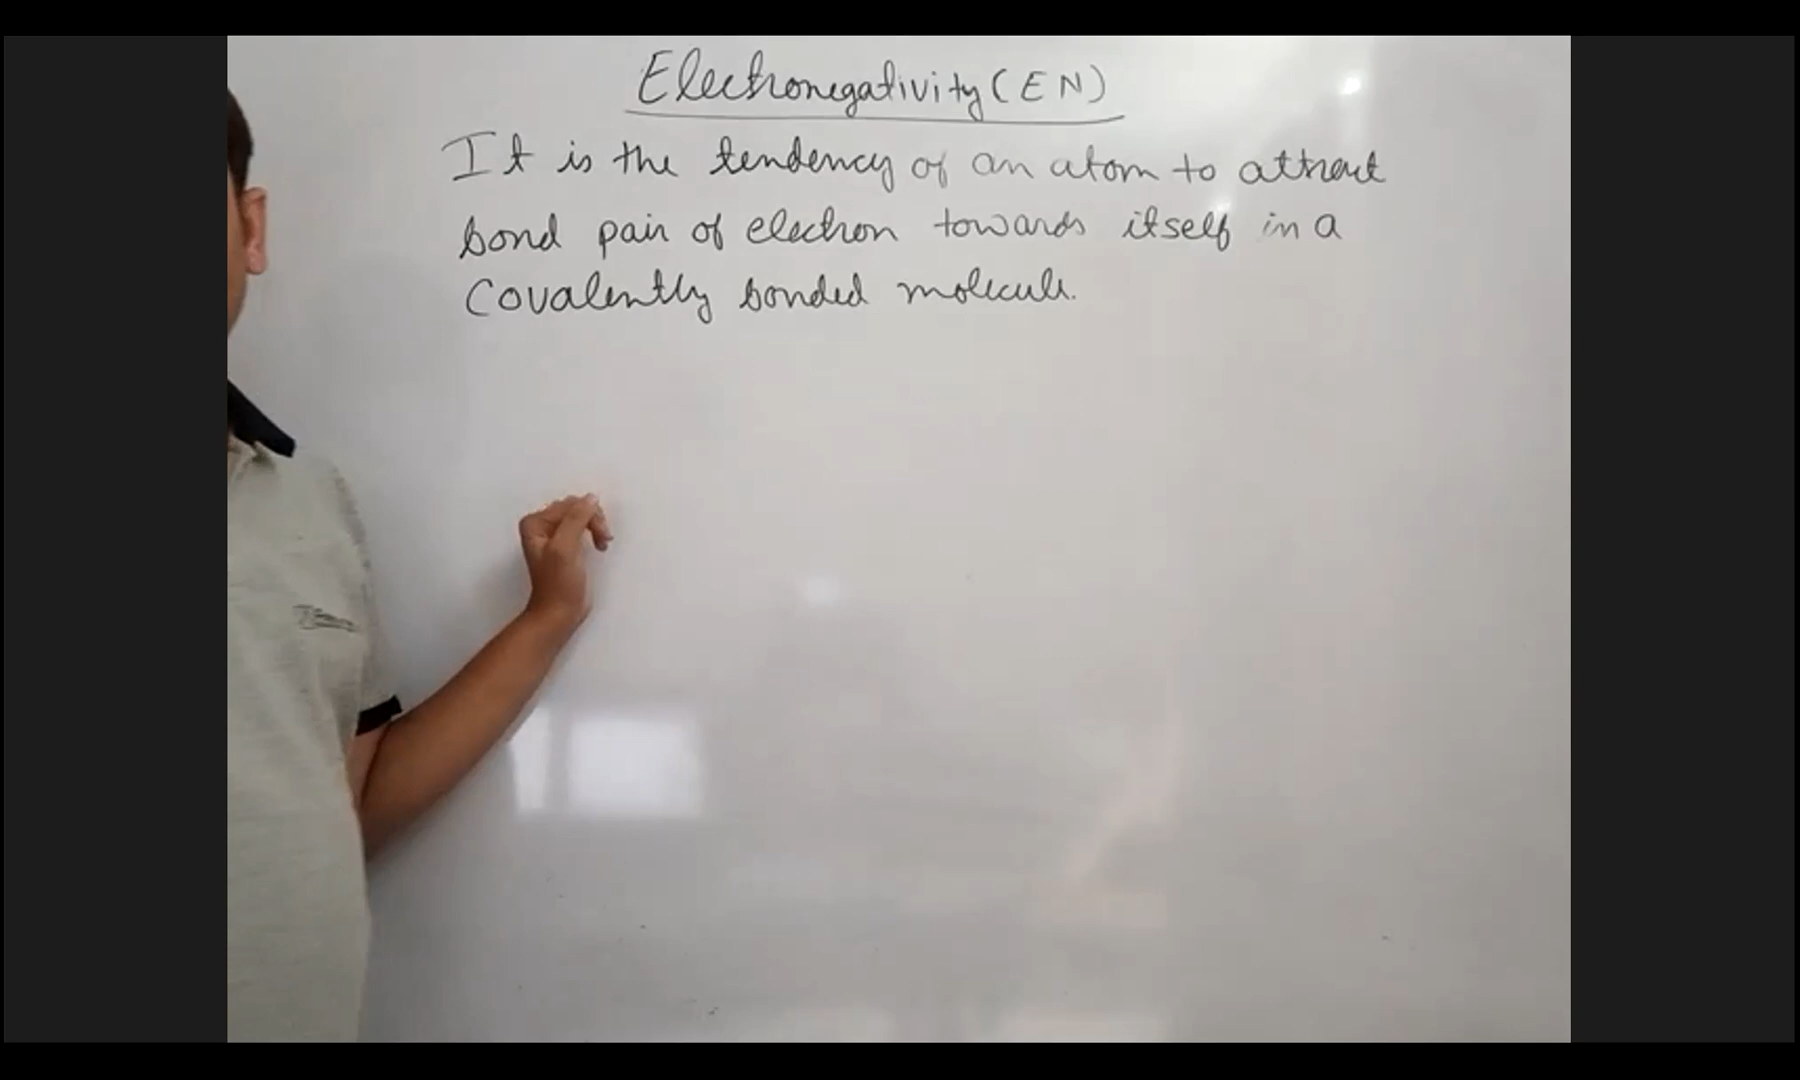 Electronegativity (EN)
It is the tendency of an atom to attract
bond pair of electron towards itself in a
Covalently bonded molecule.